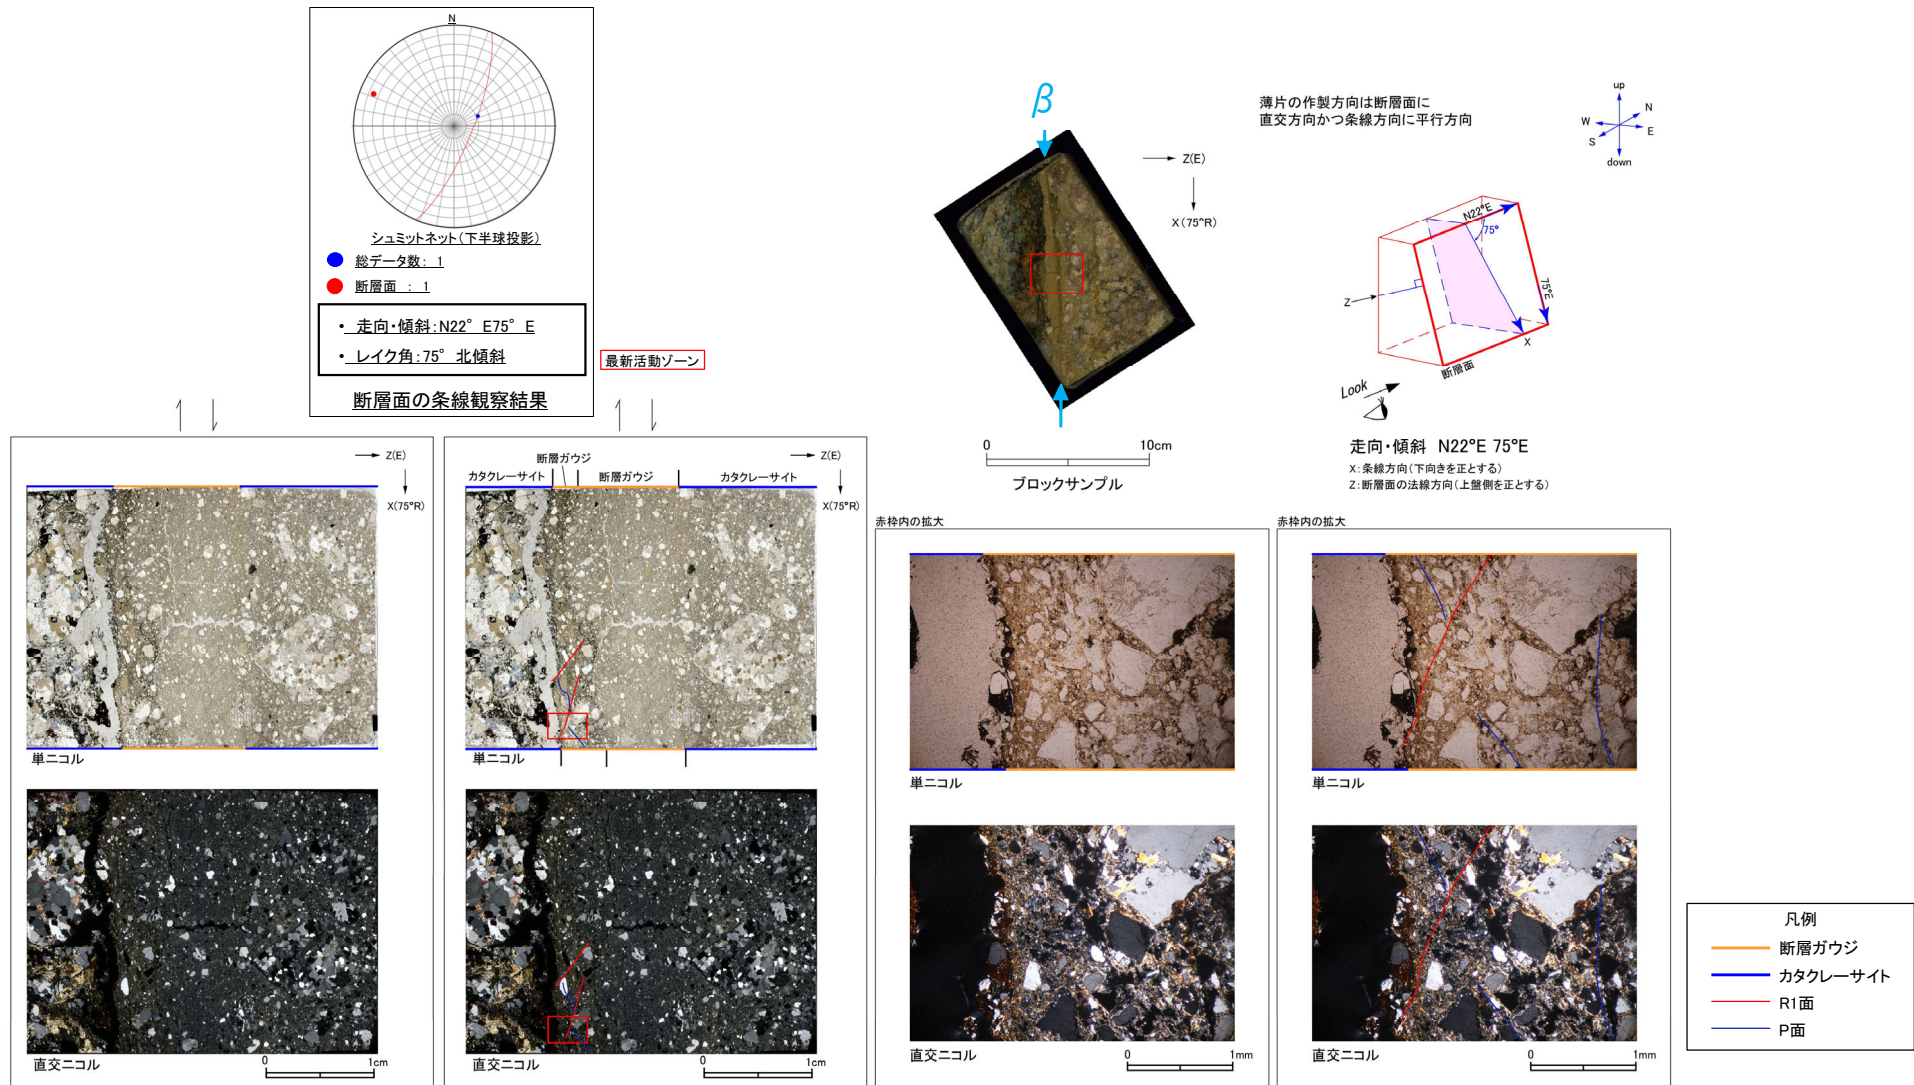 N
シュミットネット(下半球投影)
総データ数: 1
断層面 : 1
・ 走向・傾斜:N22° E75° E
・ レイク角:75° 北傾斜
断層面の条線観察結果
最新活動ゾーン
β
Z(E)
X(75°R)
0 10cm
ブロックサンプル
薄片の作製方向は断層面に
直交方向かつ条線方向に平行方向
up
N
W
E
S
down
N22°E
75°
75°E
Z
X
断層面
Look
走向・傾斜 N22°E 75°E
X:条線方向(下向きを正とする)
Z:断層面の法線方向(上盤側を正とする)
Z(E)
X(75°R)
単ニコル
直交ニコル
0 1cm
断層ガウジ
カタクレーサイト 断層ガウジ カタクレーサイト
Z(E)
X(75°R)
単ニコル
直交ニコル
0 1cm
赤枠内の拡大
単ニコル
直交ニコル
0 1mm
赤枠内の拡大
単ニコル
直交ニコル
0 1mm
凡例
断層ガウジ
カタクレーサイト
R1面
P面